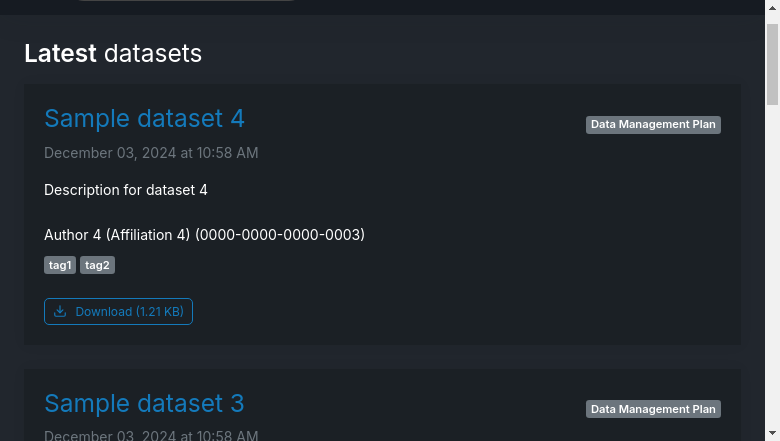 Latest datasets
Sample dataset 4
Data Management Plan
December 03, 2024 at 10:58 AM
Description for dataset 4
Author 4 (Affiliation 4) (0000-0000-0000-0003)
tag1 tag2
Download (1.21 KB)
Sample dataset 3
Data Management Plan
December 03, 2024 at 10:58 AM